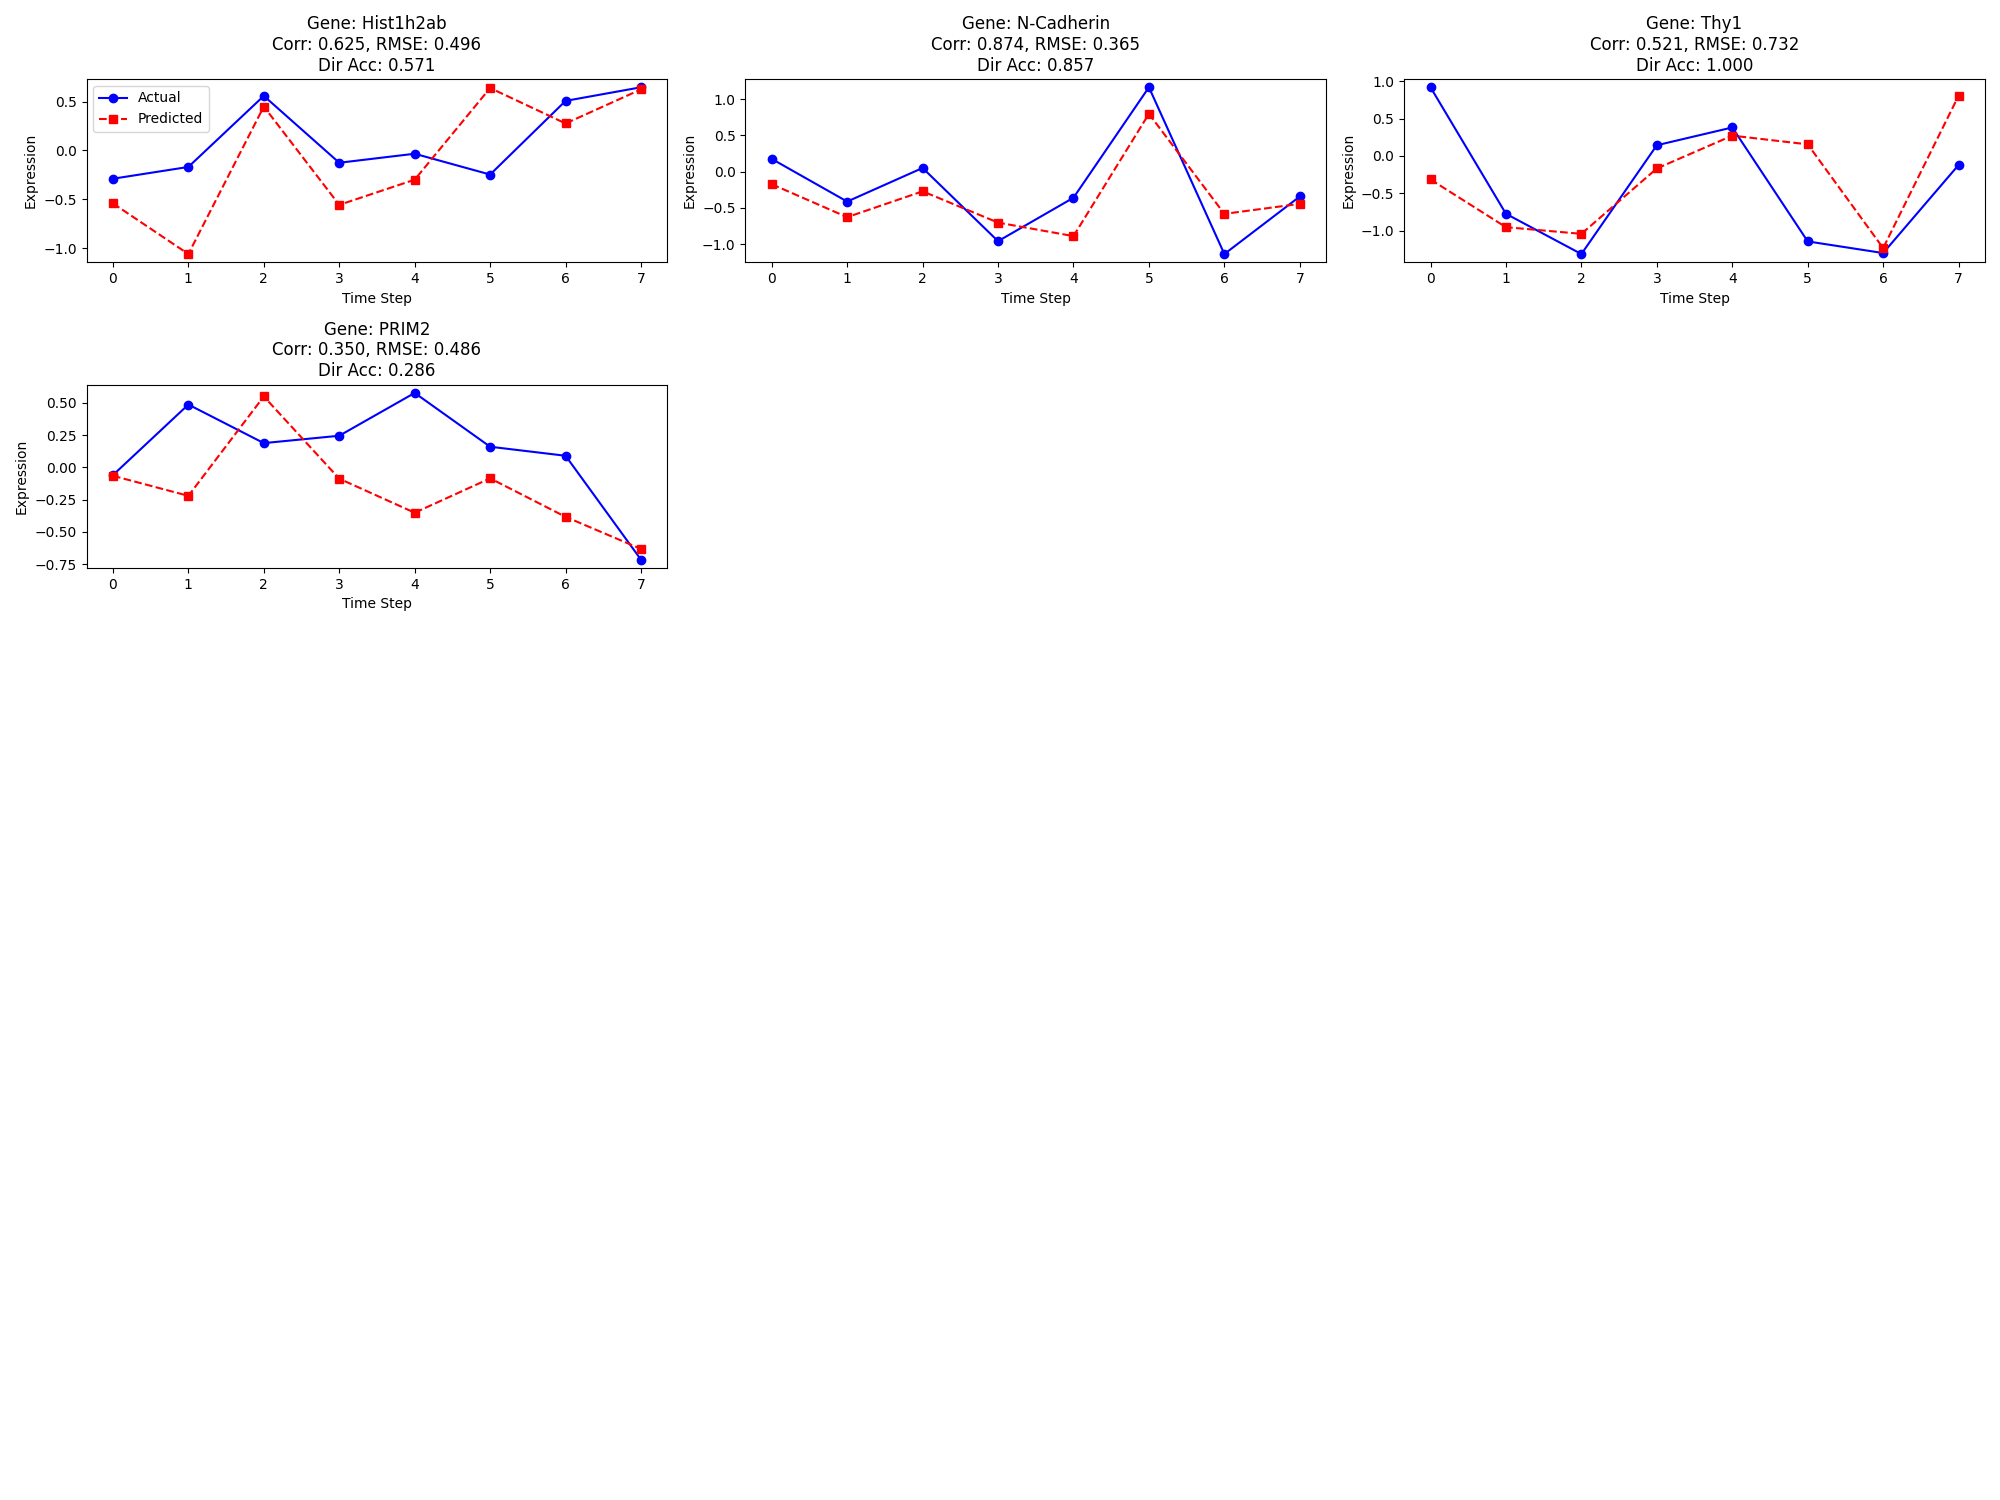 Gene: Hist1h2ab
Corr: 0.625, RMSE: 0.496
Dir Acc: 0.571
Actual
Predicted
0.5
0.0
−0.5
−1.0
Expression
0 1 2 3 4 5 6 7
Time Step
Gene: N-Cadherin
Corr: 0.874, RMSE: 0.365
Dir Acc: 0.857
1.0
0.5
0.0
−0.5
−1.0
Expression
0 1 2 3 4 5 6 7
Time Step
Gene: Thy1
Corr: 0.521, RMSE: 0.732
Dir Acc: 1.000
1.0
0.5
0.0
−0.5
−1.0
Expression
0 1 2 3 4 5 6 7
Time Step
Gene: PRIM2
Corr: 0.350, RMSE: 0.486
Dir Acc: 0.286
0.50
0.25
0.00
−0.25
−0.50
−0.75
Expression
0 1 2 3 4 5 6 7
Time Step